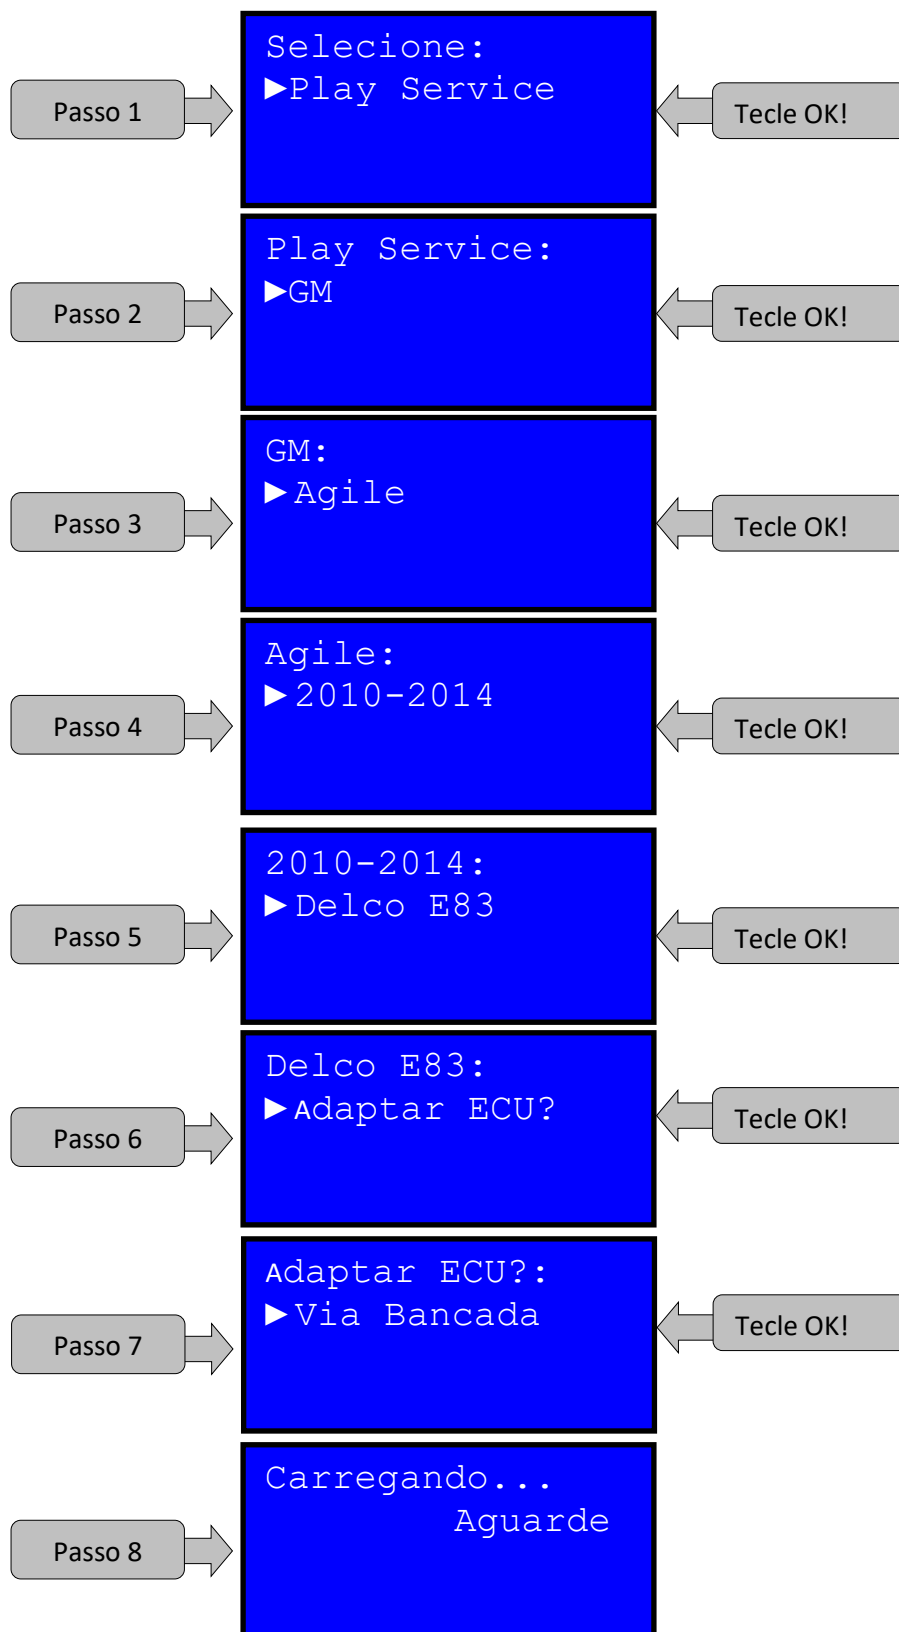 Selecione:
Passo 1
►Play Service
Tecle OK!
Play Service:
Passo 2
►GM
Tecle OK!
GM:
Passo 3
►Agile
Tecle OK!
Agile:
Passo 4
►2010-2014
Tecle OK!
2010-2014:
Passo 5
►Delco E83
Tecle OK!
Delco E83:
Passo 6
►Adaptar ECU?
Tecle OK!
Adaptar ECU?:
Passo 7
►Via Bancada
Tecle OK!
Carregando...
Aguarde
Passo 8